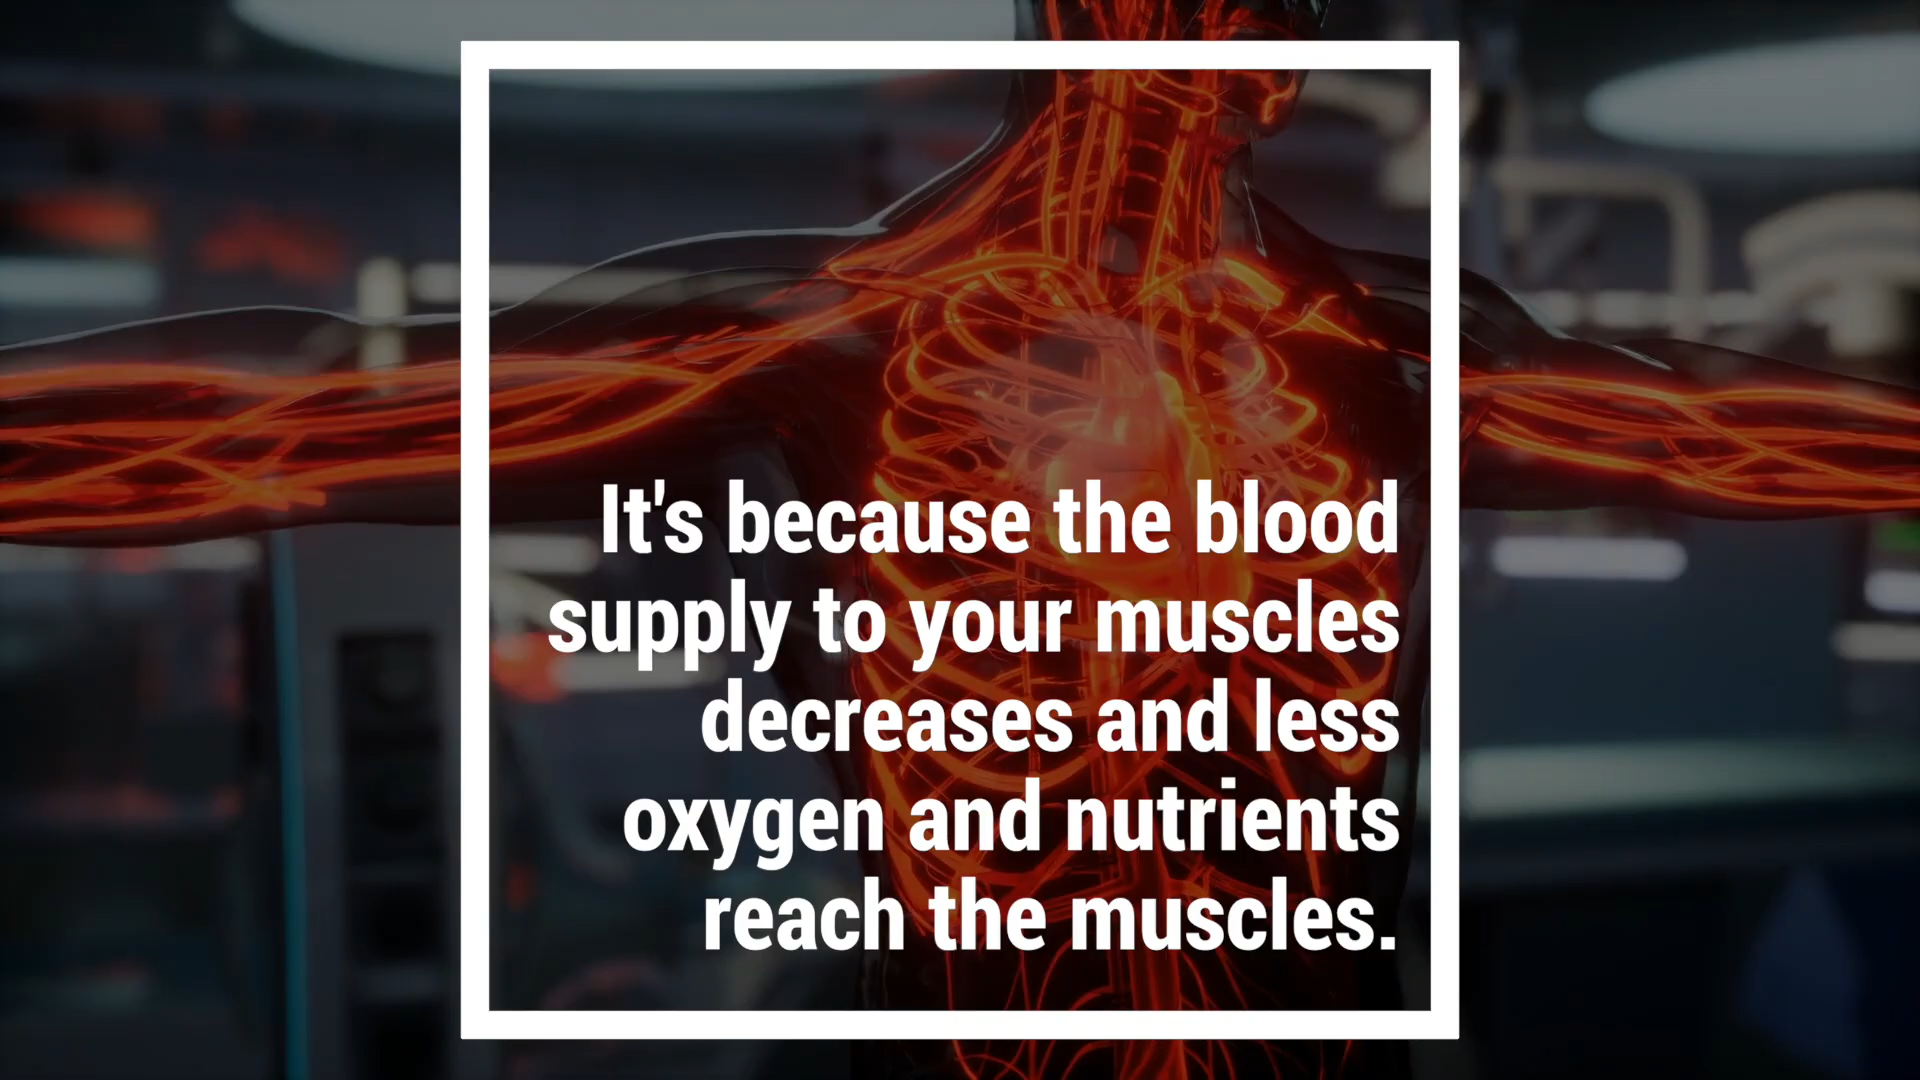 It's because the blood
supply to your muscles
decreases and less
oxygen and nutrients
reach the muscles.